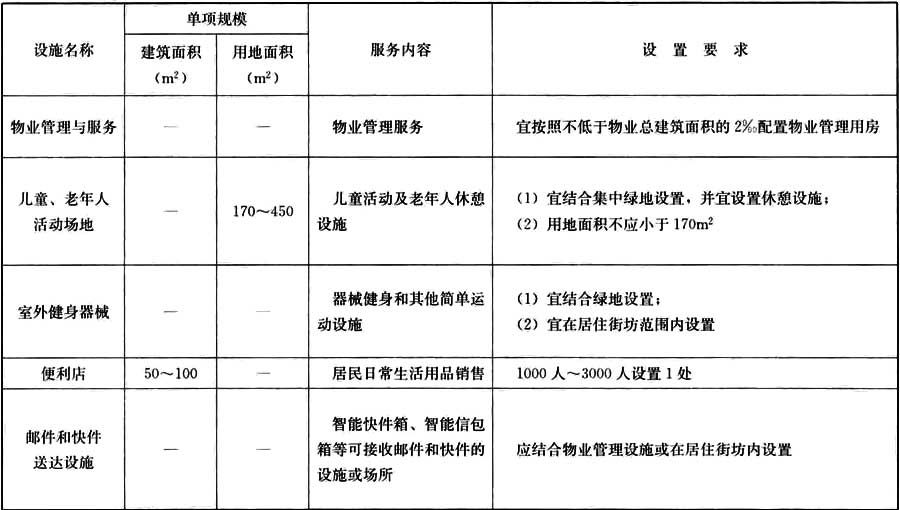 设施名称
单项规模
建筑面积
（m²）
用地面积
（m²）
服务内容
设 置 要 求
物业管理与服务
—
—
物业管理服务
宜按照不低于物业总建筑面积的2‰配置物业管理用房
儿童、老年人
活动场地
—
170～450
儿童活动及老年人休憩
设施
（1）宜结合集中绿地设置，并宜设置休憩设施；
（2）用地面积不应小于170m²
室外健身器械
—
—
器械健身和其他简单运
动设施
（1）宜结合绿地设置；
（2）宜在居住街坊范围内设置
便利店
50～100
—
居民日常生活用品销售
1000人～3000人设置1处
邮件和快件
送达设施
—
—
智能快件箱、智能信包
箱等可接收邮件和快件的
设施或场所
应结合物业管理设施或在居住街坊内设置